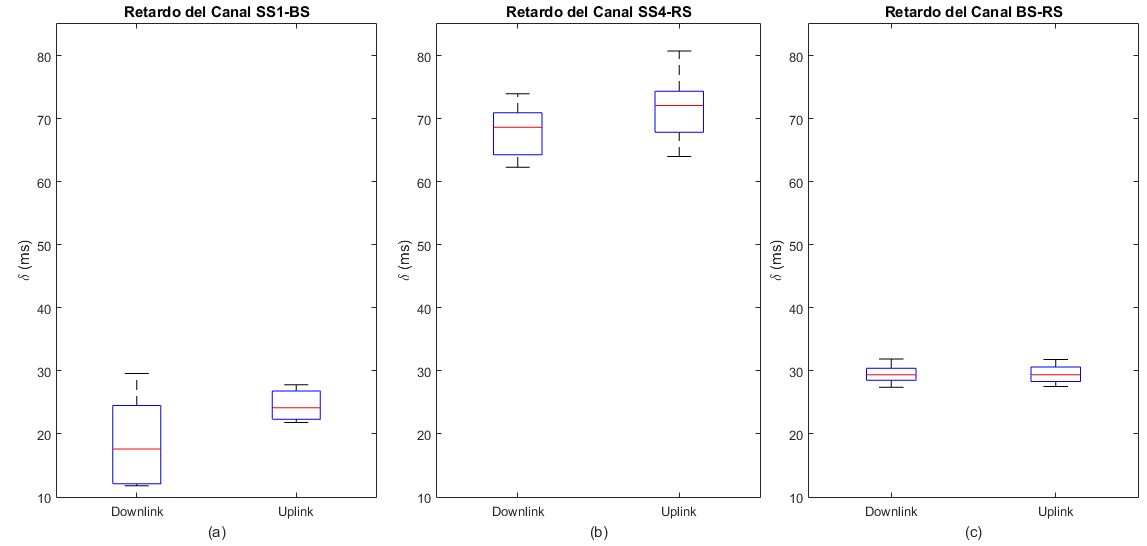 Retardo del Canal SS1-BS
80
70
60
50
40
30
20
10
δ (ms)
Downlink
Uplink
(a)
Retardo del Canal SS4-RS
80
70
60
50
40
30
20
10
δ (ms)
Downlink
Uplink
(b)
Retardo del Canal BS-RS
80
70
60
50
40
30
20
10
δ (ms)
Downlink
Uplink
(c)